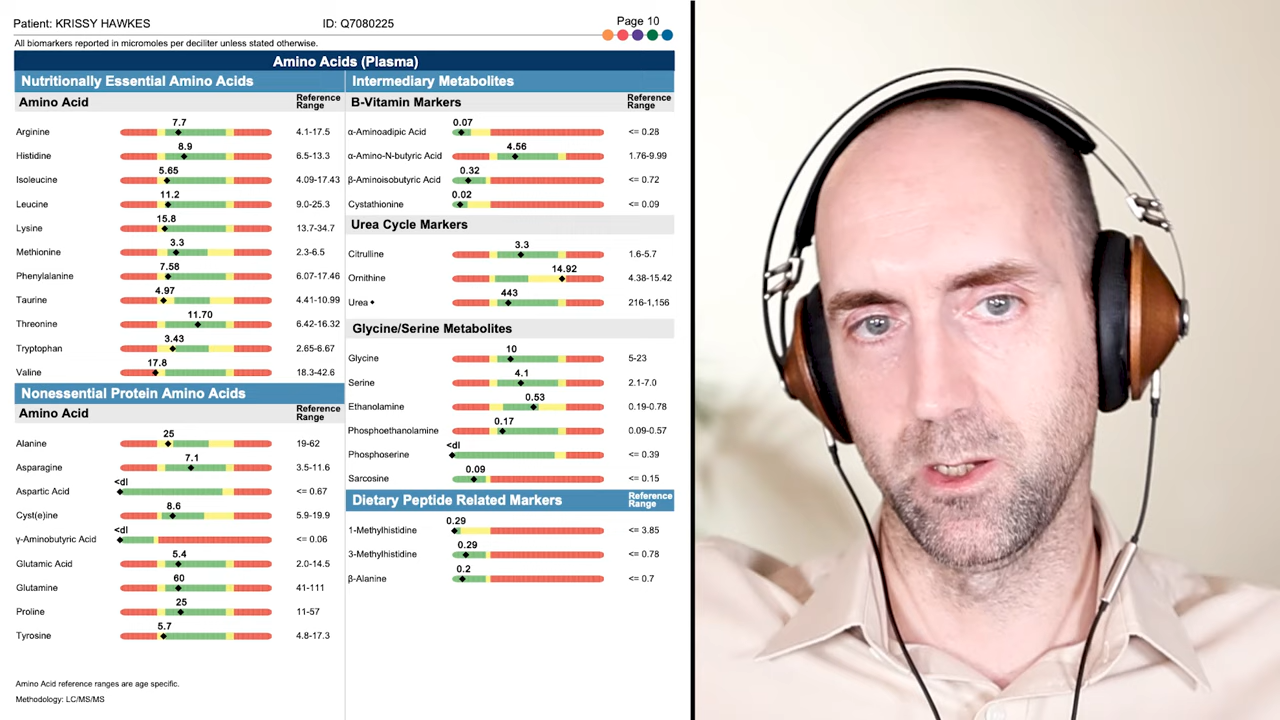 Patient: KRISSY HAWKES ID: Q7080225 Page 10
All biomarkers reported in micromoles per deciliter unless stated otherwise.
Amino Acids (Plasma)
Nutritionally Essential Amino Acids
Amino Acid Reference Range
Arginine 7.7 4.1-17.5
Histidine 8.9 6.5-13.3
Isoleucine 5.65 4.09-17.43
Leucine 11.2 9.0-25.3
Lysine 15.8 13.7-34.7
Methionine 3.3 2.3-6.5
Phenylalanine 7.58 6.07-17.46
Taurine 4.97 4.41-10.99
Threonine 11.70 6.42-16.32
Tryptophan 3.43 2.65-6.67
Valine 17.8 18.3-42.6
Nonessential Protein Amino Acids
Amino Acid Reference Range
Alanine 25 19-62
Asparagine 7.1 3.5-11.6
Aspartic Acid <dl <= 0.67
Cyst(e)ine 8.6 5.9-19.9
γ-Aminobutyric Acid <dl <= 0.06
Glutamic Acid 5.4 2.0-14.5
Glutamine 60 41-111
Proline 25 11-57
Tyrosine 5.7 4.8-17.3
Intermediary Metabolites
B-Vitamin Markers Reference Range
α-Aminoadipic Acid 0.07 <= 0.28
α-Amino-N-butyric Acid 4.56 1.76-9.99
β-Aminoisobutyric Acid 0.32 <= 0.72
Cystathionine 0.02 <= 0.09
Urea Cycle Markers
Citrulline 3.3 1.6-5.7
Ornithine 14.92 4.38-15.42
Urea ♦ 443 216-1,156
Glycine/Serine Metabolites
Glycine 10 5-23
Serine 4.1 2.1-7.0
Ethanolamine 0.53 0.19-0.78
Phosphoethanolamine 0.17 0.09-0.57
Phosphoserine <dl <= 0.39
Sarcosine 0.09 <= 0.15
Dietary Peptide Related Markers Reference Range
1-Methylhistidine 0.29 <= 3.85
3-Methylhistidine 0.29 <= 0.78
β-Alanine 0.2 <= 0.7
Amino Acid reference ranges are age specific.
Methodology: LC/MS/MS